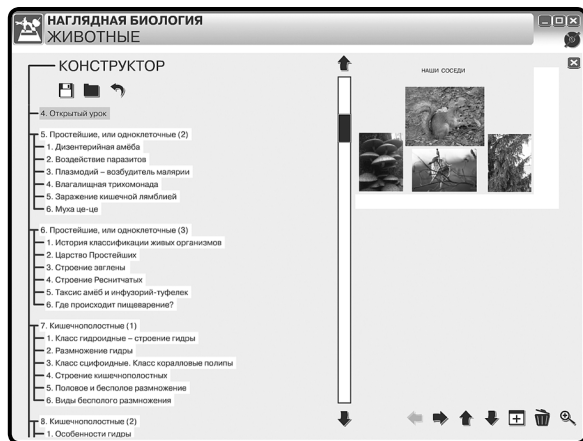 НАГЛЯДНАЯ БИОЛОГИЯ
ЖИВОТНЫЕ
КОНСТРУКТОР
4. Открытый урок
5. Простейшие, или одноклеточные (2)
1. Дизентерийная амёба
2. Воздействие паразитов
3. Плазмодий – возбудитель малярии
4. Влагалищная трихомонада
5. Заражение кишечной лямблией
6. Муха це-це
6. Простейшие, или одноклеточные (3)
1. История классификации живых организмов
2. Царство Простейших
3. Строение эвглены
4. Строение Реснитчатых
5. Таксис амёб и инфузорий-туфелек
6. Где происходит пищеварение?
7. Кишечнополостные (1)
1. Класс гидроидные – строение гидры
2. Размножение гидры
3. Класс сцифоидные. Класс коралловые полипы
4. Строение кишечнополостных
5. Половое и бесполое размножение
6. Виды бесполого размножения
8. Кишечнополостные (2)
1. Особенности гидры
НАШИ СОСЕДИ